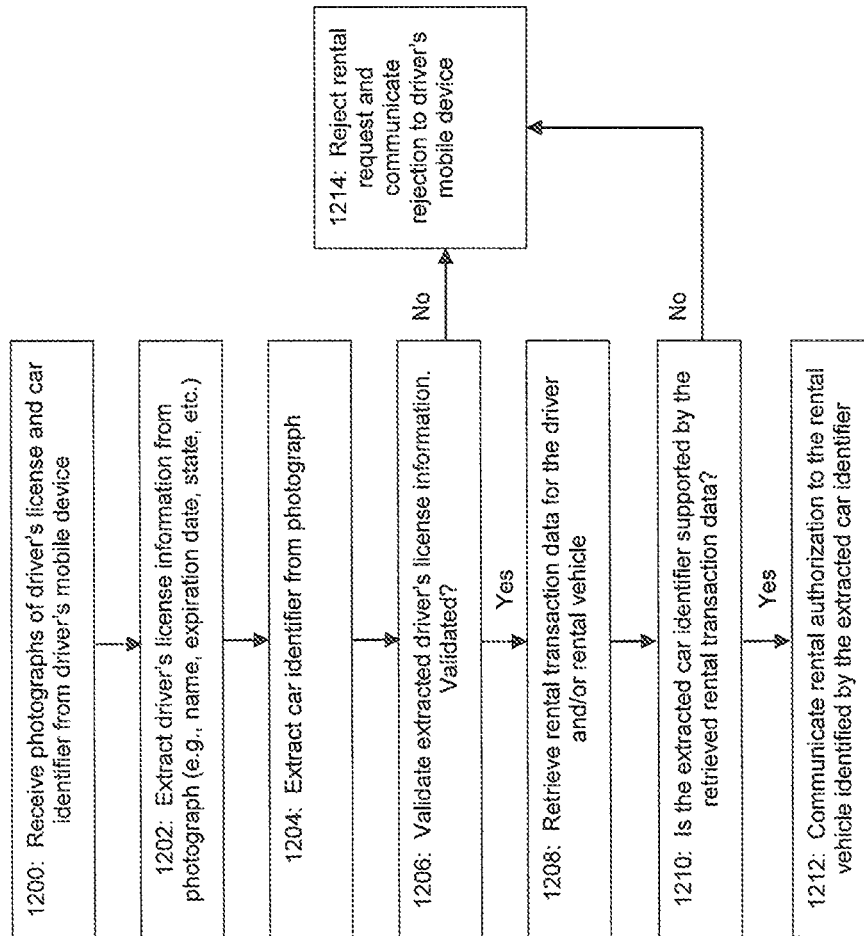 1200: Receive photographs of driver's license and car
identifier from driver's mobile device
1202: Extract driver's license information from
photograph (e.g., name, expiration date, state, etc.)
1204: Extract car identifier from photograph
1206: Validate extracted driver's license information.
Validated?
No
Yes
1214: Reject rental
request and
communicate
rejection to driver's
mobile device
1208: Retrieve rental transaction data for the driver
and/or rental vehicle
1210: Is the extracted car identifier supported by the
retrieved rental transaction data?
No
Yes
1212: Communicate rental authorization to the rental
vehicle identified by the extracted car identifier